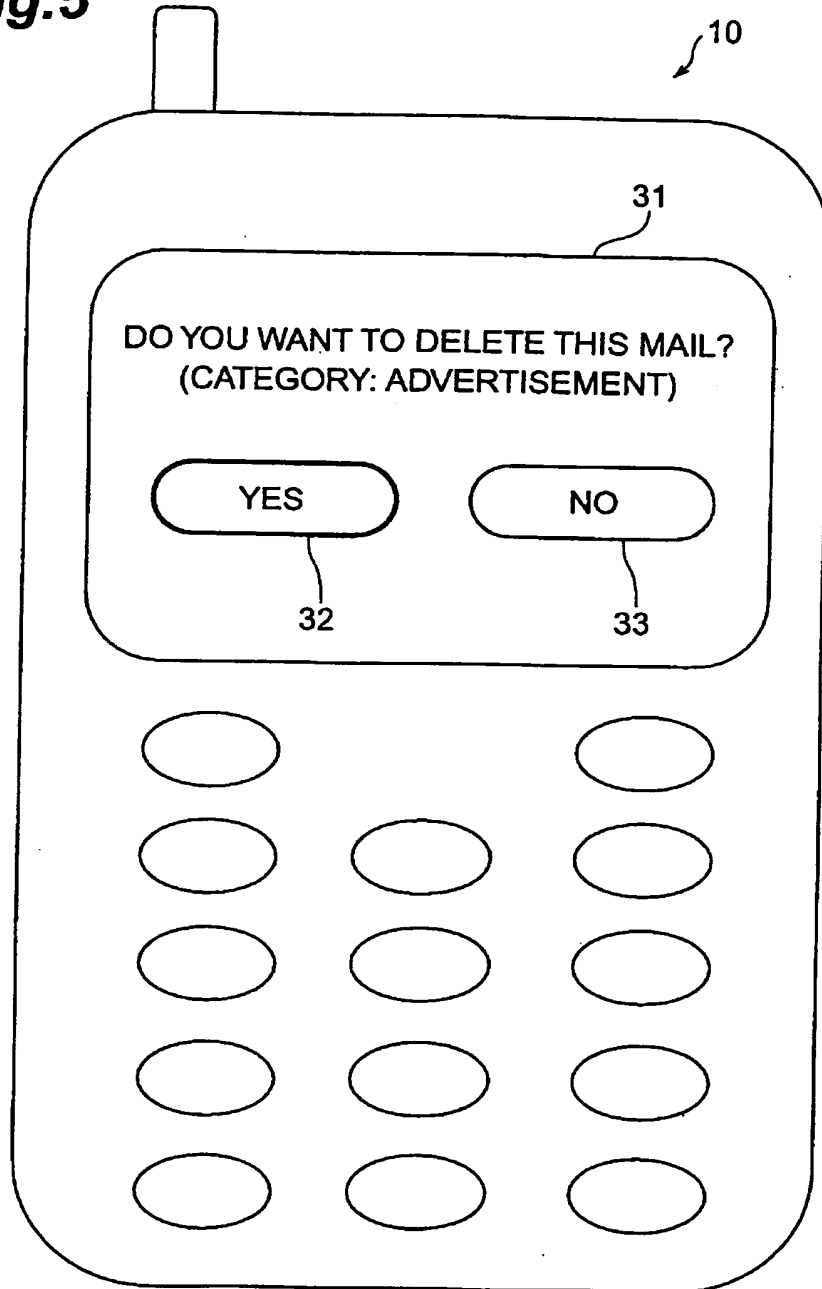 ig.5
10
31
DO YOU WANT TO DELETE THIS MAIL?
(CATEGORY: ADVERTISEMENT)
YES NO
32 33